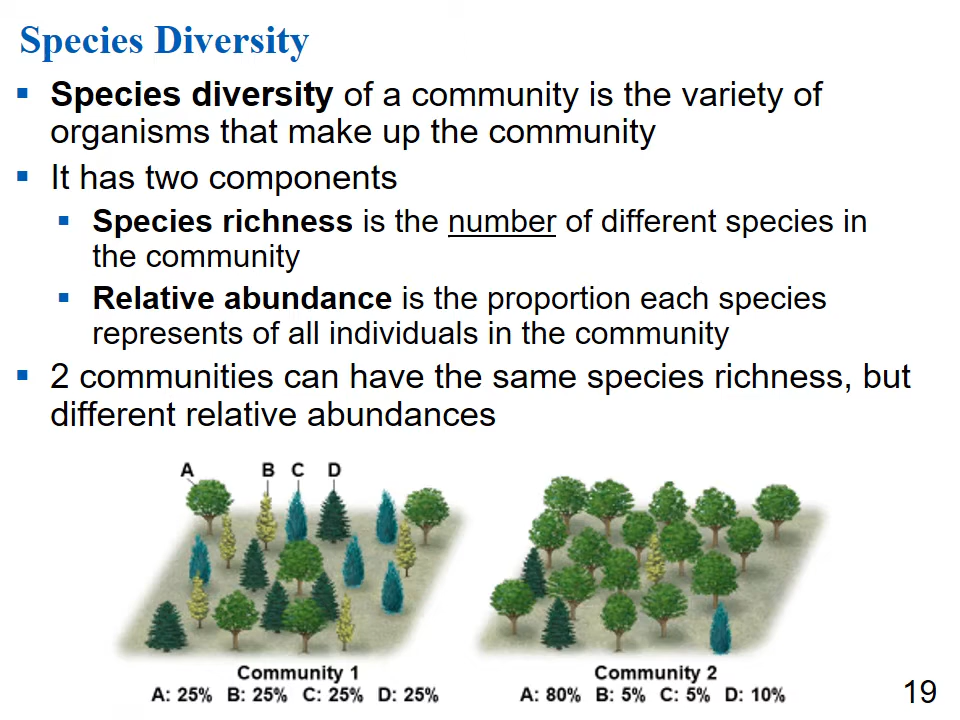 Species Diversity
▪ Species diversity of a community is the variety of
organisms that make up the community
▪ It has two components
▪ Species richness is the number of different species in
the community
▪ Relative abundance is the proportion each species
represents of all individuals in the community
▪ 2 communities can have the same species richness, but
different relative abundances
A B C D
Community 1
A: 25% B: 25% C: 25% D: 25%
Community 2
A: 80% B: 5% C: 5% D: 10%
19